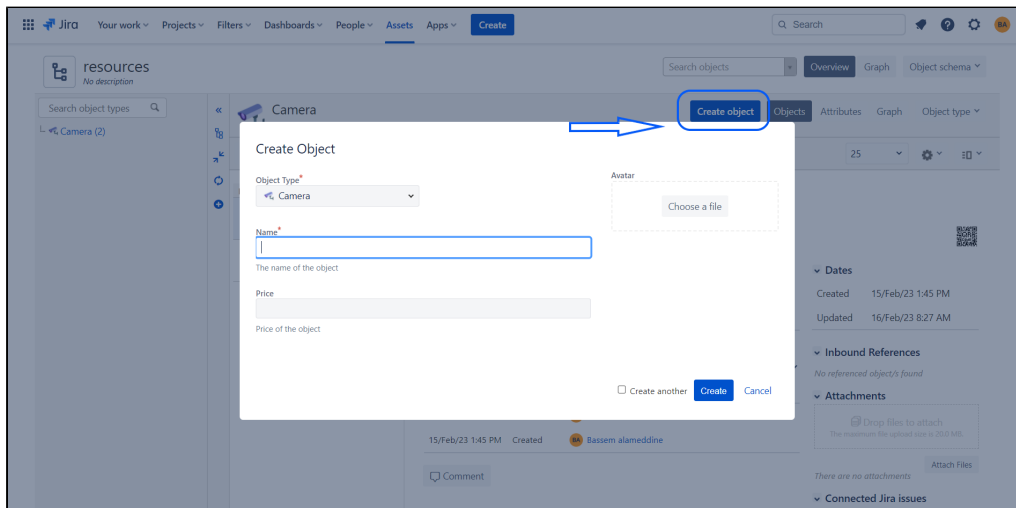 Jira Your work Projects Filters Dashboards People Assets Apps Create Search BA
resources
No description
Search objects Overview Graph Object schema
Search object types
Camera (2)
Camera
Create object Objects Attributes Graph Object type
25
Create Object
Object Type*
Camera
Avatar
Choose a file
Name*
The name of the object
Price
Price of the object
Create another Create Cancel
Dates
Created 15/Feb/23 1:45 PM
Updated 16/Feb/23 8:27 AM
Inbound References
No referenced object/s found
Attachments
Drop files to attach
The maximum file upload size is 20.0 MB.
Attach Files
There are no attachments
Connected Jira issues
15/Feb/23 1:45 PM Created BA Bassem alameddine
Comment